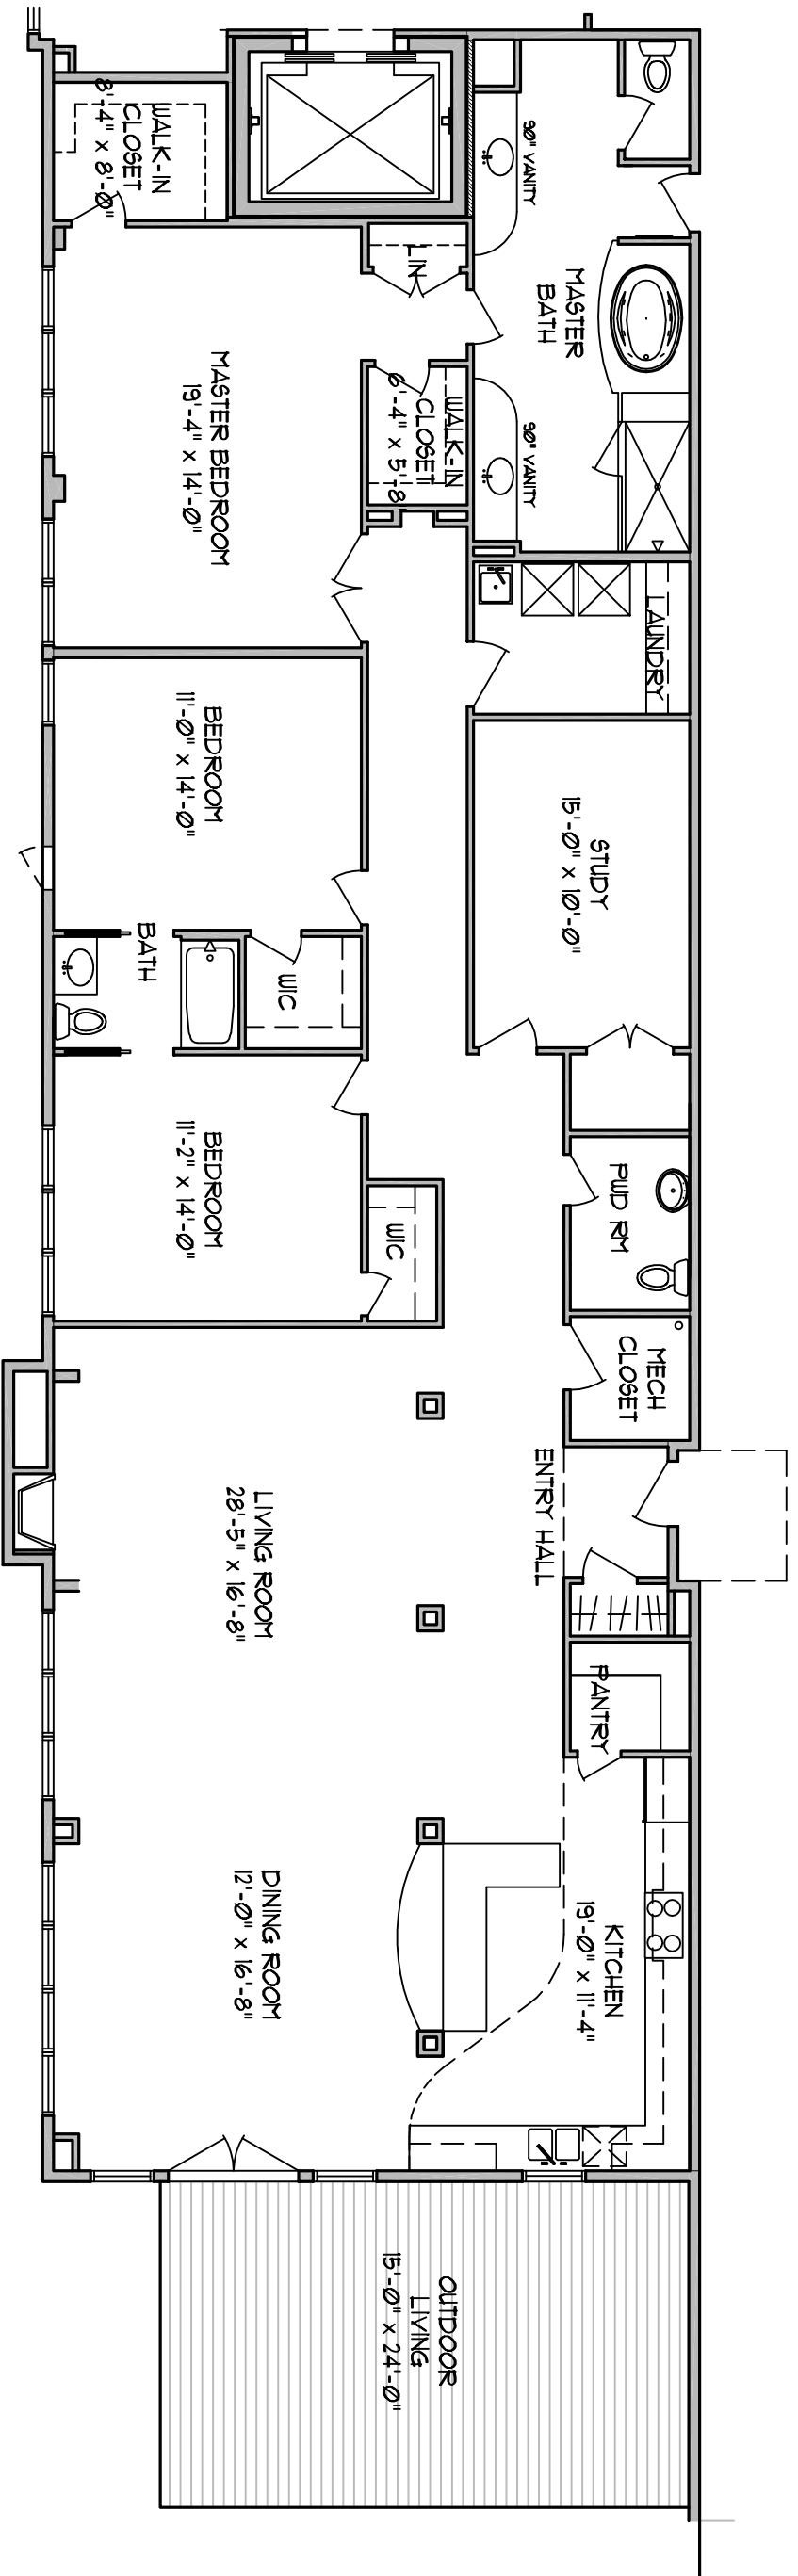 WALK-IN
CLOSET
8'-4" x 8'-0"
90" VANITY
LIN
MASTER
BATH
MASTER BEDROOM
19'-4" x 14'-0"
WALK-IN
CLOSET
6'-4" x 5'-8
90" VANITY
LAUNDRY
BEDROOM
11'-0" x 14'-0"
STUDY
15'-0" x 10'-0"
BATH
WIC
BEDROOM
11'-2" x 14'-0"
WIC
PWD RM
MECH
CLOSET
ENTRY HALL
LIVING ROOM
28'-5" x 16'-8"
PANTRY
DINING ROOM
12'-0" x 16'-8"
KITCHEN
19'-0" x 11'-4"
OUTDOOR
LIVING
15'-0" x 24'-0"